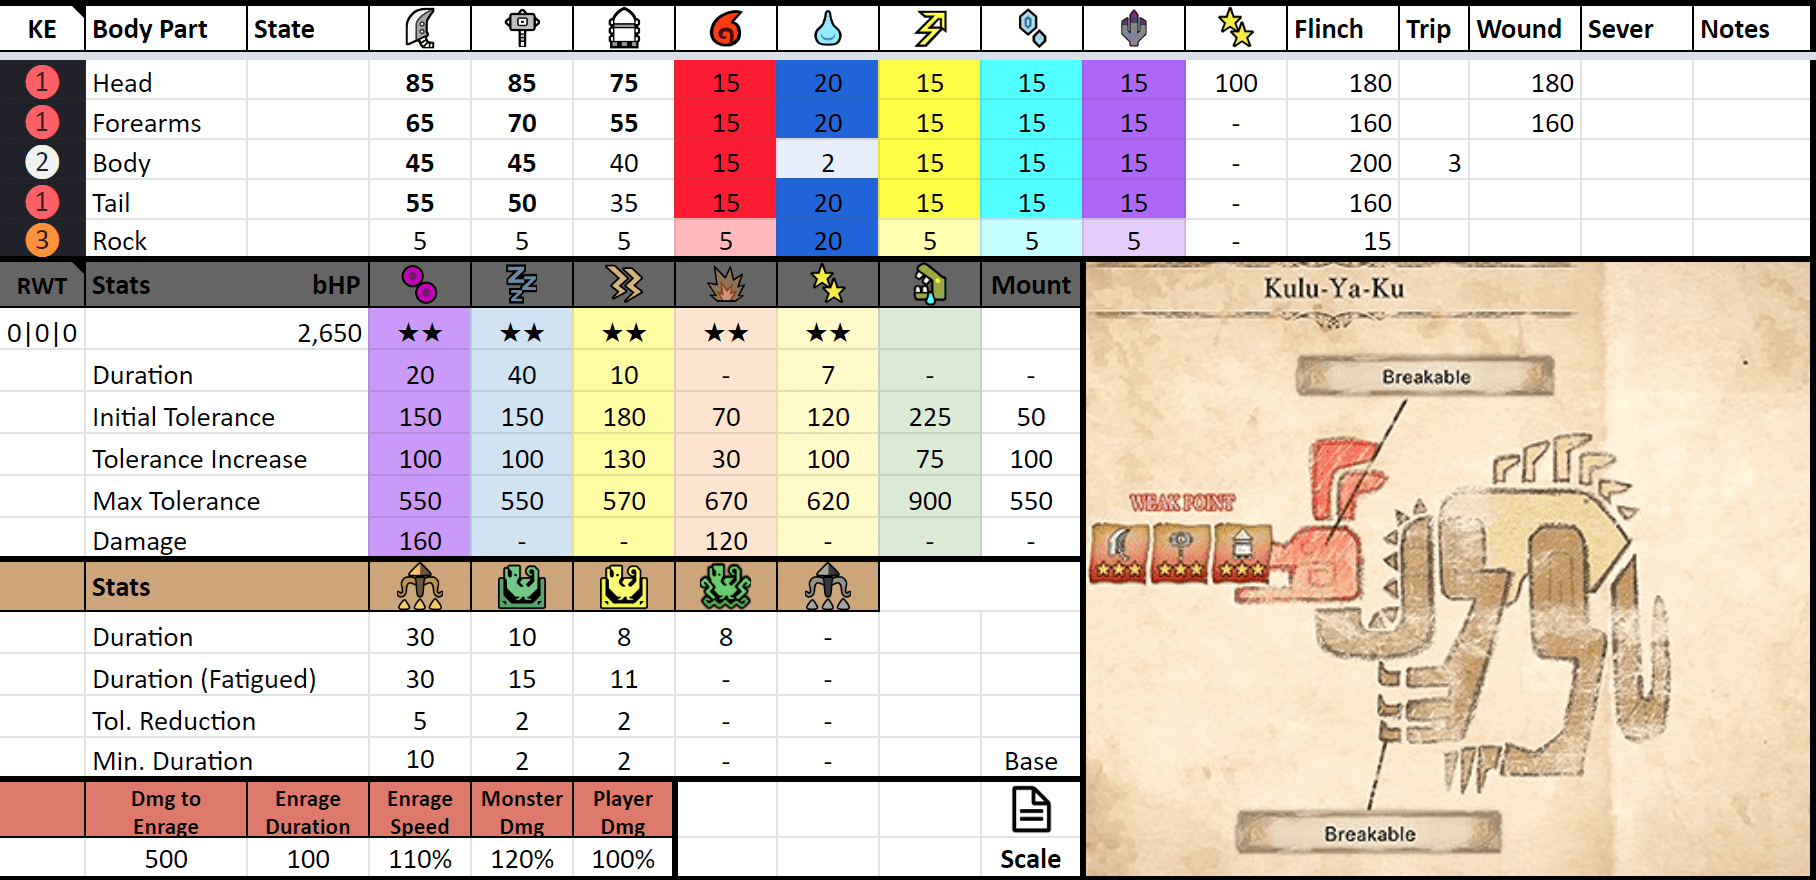 KE Body Part State Flinch Trip Wound Sever Notes
1 Head 85 85 75 15 20 15 15 15 100 180 180
1 Forearms 65 70 55 15 20 15 15 15 - 160 160
2 Body 45 45 40 15 2 15 15 15 - 200 3
1 Tail 55 50 35 15 20 15 15 15 - 160
3 Rock 5 5 5 5 20 5 5 5 - 15
RWT Stats bHP Mount
0|0|0 2,650 ★★ ★★ ★★ ★★ ★★
Duration 20 40 10 - 7 - -
Initial Tolerance 150 150 180 70 120 225 50
Tolerance Increase 100 100 130 30 100 75 100
Max Tolerance 550 550 570 670 620 900 550
Damage 160 - - 120 - - -
Stats
Duration 30 10 8 8 -
Duration (Fatigued) 30 15 11 - -
Tol. Reduction 5 2 2 - -
Min. Duration 10 2 2 - - Base
Dmg to Enrage Enrage Duration Enrage Speed Monster Dmg Player Dmg
500 100 110% 120% 100% Scale
Kulu-Ya-Ku
Breakable
WEAK POINT
★★★ ★★★ ★★★
Breakable